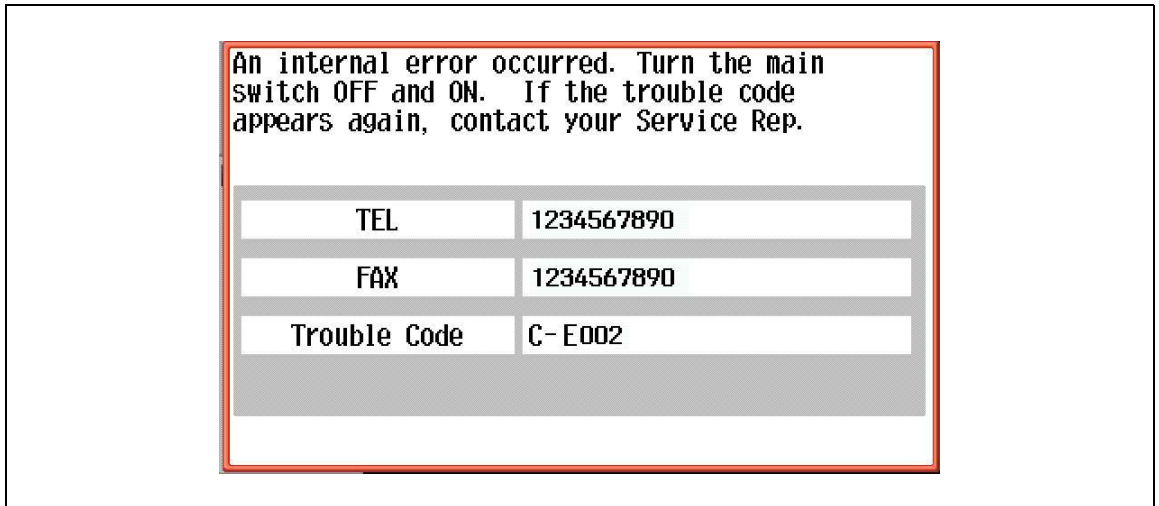 An internal error occurred. Turn the main
switch OFF and ON.  If the trouble code
appears again, contact your Service Rep.
TEL 1234567890
FAX 1234567890
Trouble Code C-E002